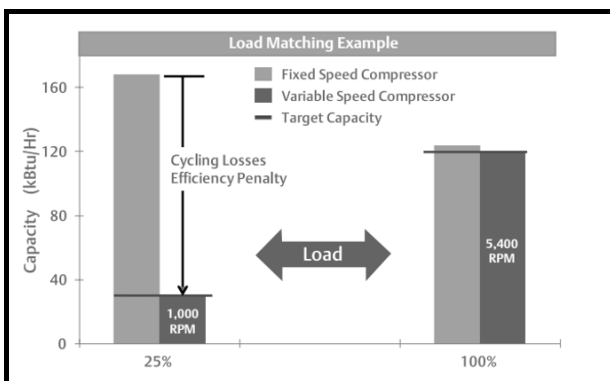 Load Matching Example
Fixed Speed Compressor
Variable Speed Compressor
Target Capacity
Capacity (kBtu/Hr)
160
120
80
40
0
Cycling Losses
Efficiency Penalty
Load
1,000
RPM
5,400
RPM
25%
100%